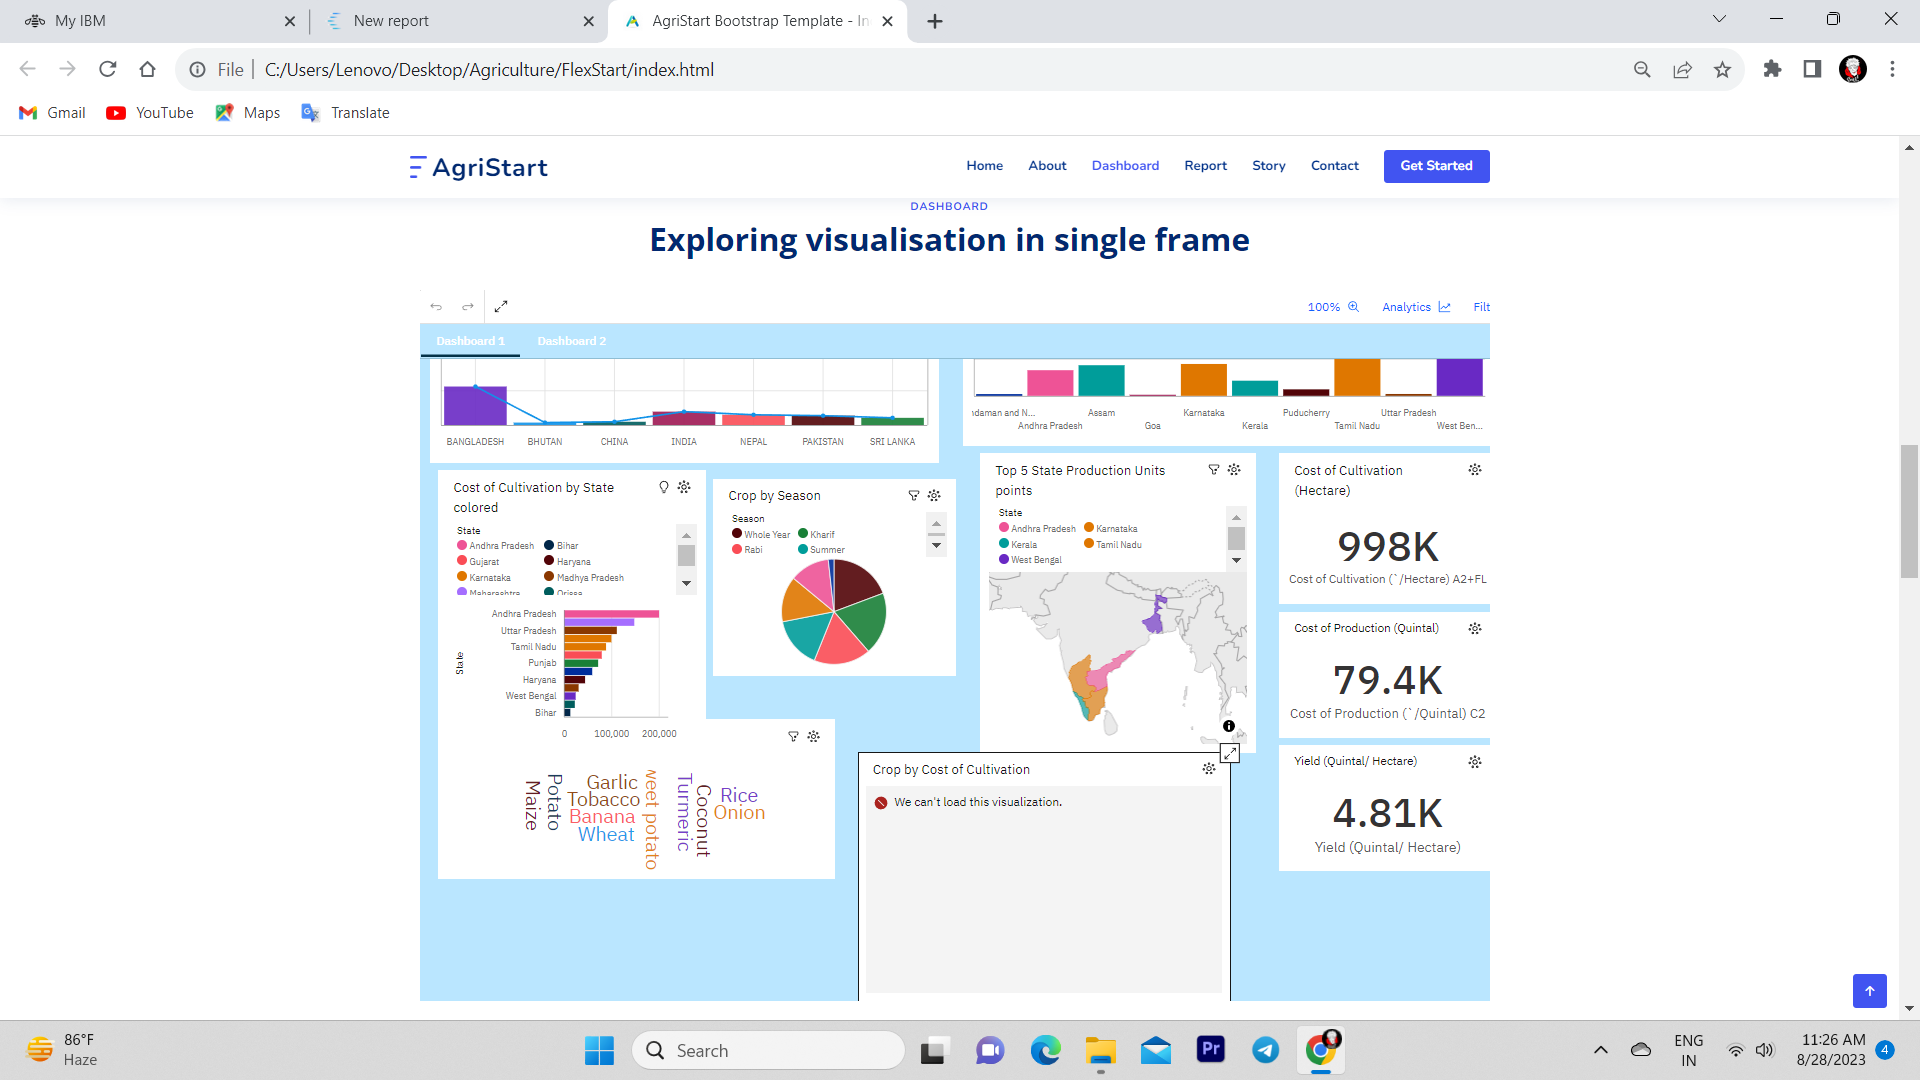 My IBM
New report
AgriStart Bootstrap Template - In
File
C:/Users/Lenovo/Desktop/Agriculture/FlexStart/index.html
Gmail
YouTube
Maps
Translate
AgriStart
Home
About
Dashboard
Report
Story
Contact
Get Started
DASHBOARD
Exploring visualisation in single frame
100%
Analytics
Filt
Dashboard 1
Dashboard 2
BANGLADESH
BHUTAN
CHINA
INDIA
NEPAL
PAKISTAN
SRI LANKA
ndaman and N...
Assam
Karnataka
Puducherry
Uttar Pradesh
Andhra Pradesh
Goa
Kerala
Tamil Nadu
West Ben...
Cost of Cultivation by State
colored
State
Andhra Pradesh
Bihar
Gujarat
Haryana
Karnataka
Madhya Pradesh
Maharashtra
Orissa
State
Andhra Pradesh
Uttar Pradesh
Tamil Nadu
Punjab
Haryana
West Bengal
Bihar
0
100,000
200,000
Crop by Season
Season
Whole Year
Kharif
Rabi
Summer
Top 5 State Production Units
points
State
Andhra Pradesh
Karnataka
Kerala
Tamil Nadu
West Bengal
Cost of Cultivation
(Hectare)
998K
Cost of Cultivation (`/Hectare) A2+FL
Cost of Production (Quintal)
79.4K
Cost of Production (`/Quintal) C2
Yield (Quintal/ Hectare)
4.81K
Yield (Quintal/ Hectare)
Maize
Potato
Garlic
Tobacco
Banana
Wheat
weet potato
Turmeric
Coconut
Rice
Onion
Crop by Cost of Cultivation
We can't load this visualization.
86°F
Haze
Search
Pr
ENG
IN
11:26 AM
8/28/2023
4